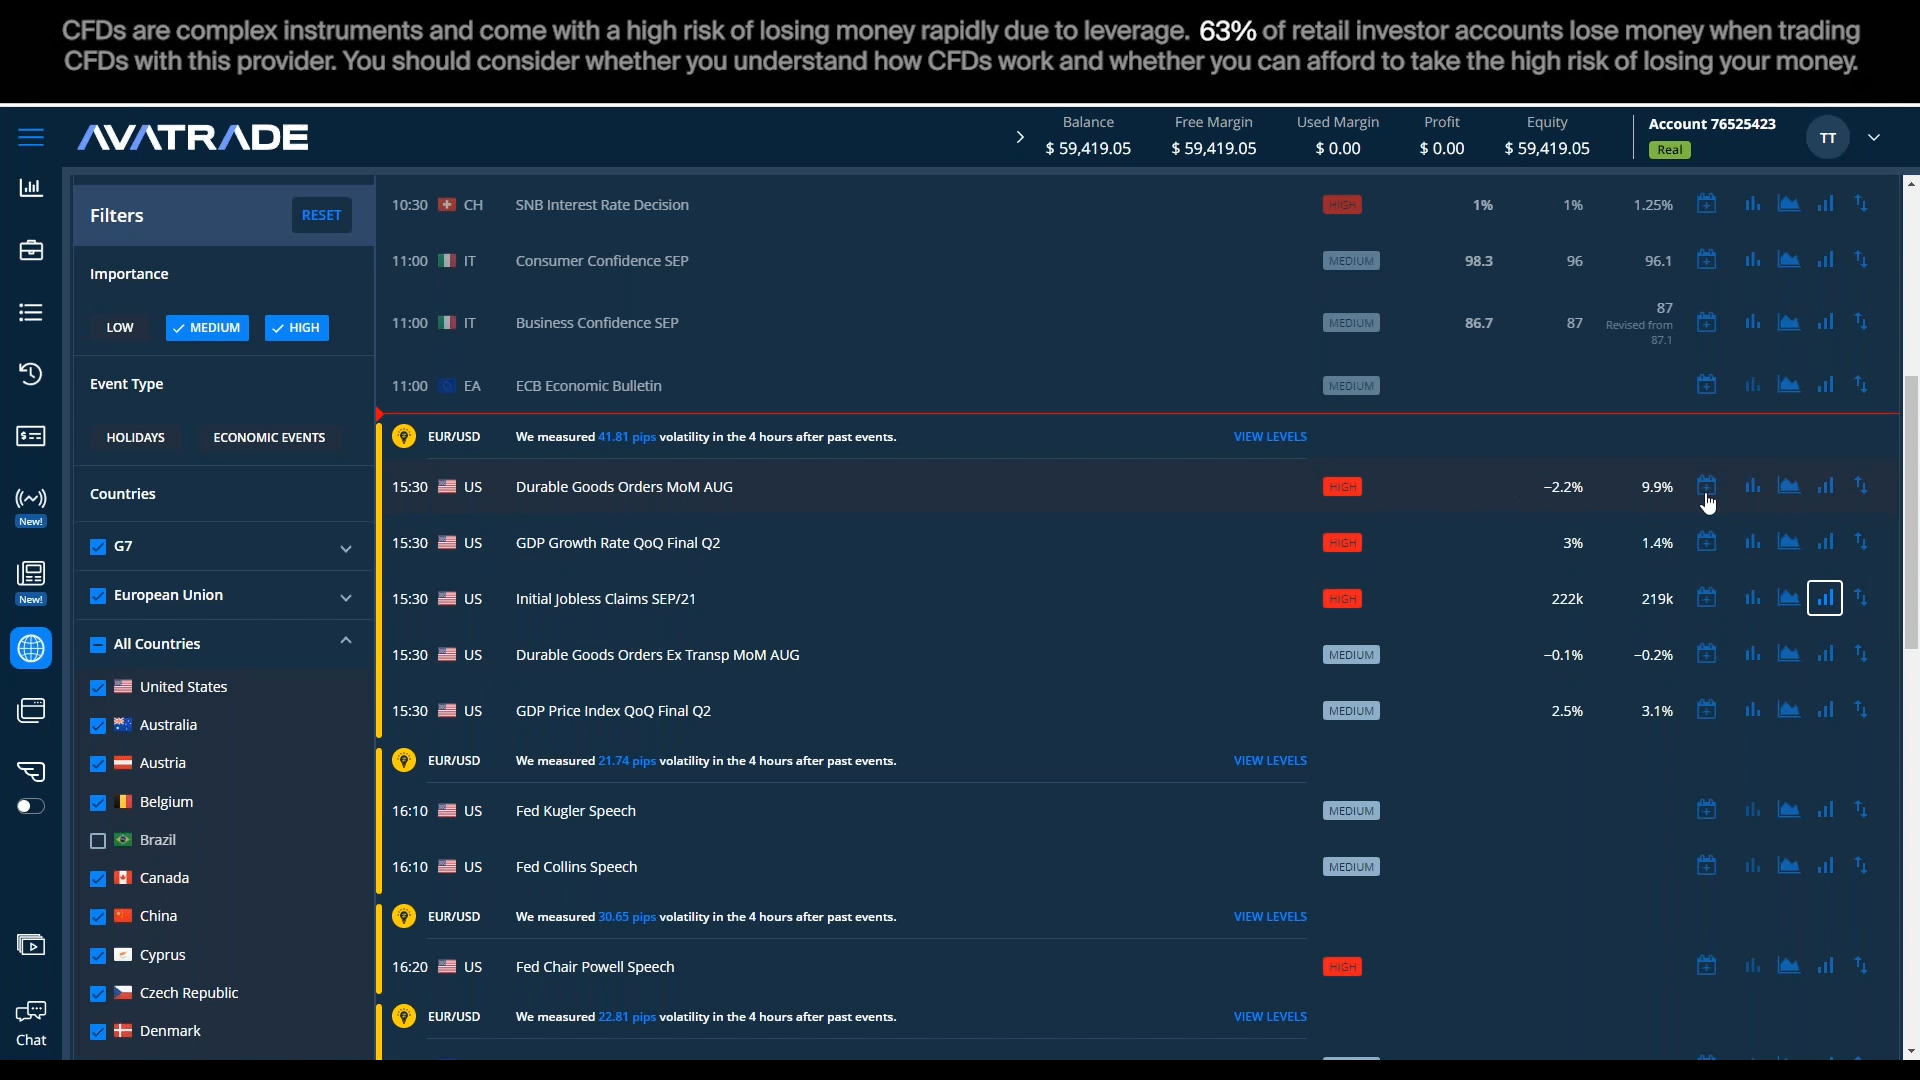 CFDs are complex instruments and come with a high risk of losing money rapidly due to leverage. 63% of retail investor accounts lose money when trading
CFDs with this provider. You should consider whether you understand how CFDs work and whether you can afford to take the high risk of losing your money.
AVATRADE
Balance Free Margin Used Margin Profit Equity
$ 59,419.05 $ 59,419.05 $ 0.00 $ 0.00 $ 59,419.05
Account 76525423
Real
TT
Filters RESET
Importance
LOW MEDIUM HIGH
Event Type
HOLIDAYS ECONOMIC EVENTS
Countries
G7
European Union
All Countries
United States
Australia
Austria
Belgium
Brazil
Canada
China
Cyprus
Czech Republic
Denmark
New!
New!
Chat
10:30 CH SNB Interest Rate Decision HIGH 1% 1% 1.25%
11:00 IT Consumer Confidence SEP MEDIUM 98.3 96 96.1
11:00 IT Business Confidence SEP MEDIUM 86.7 87 87
Revised from
87.1
11:00 EA ECB Economic Bulletin MEDIUM
EUR/USD We measured 41.81 pips volatility in the 4 hours after past events. VIEW LEVELS
15:30 US Durable Goods Orders MoM AUG HIGH −2.2% 9.9%
15:30 US GDP Growth Rate QoQ Final Q2 HIGH 3% 1.4%
15:30 US Initial Jobless Claims SEP/21 HIGH 222k 219k
15:30 US Durable Goods Orders Ex Transp MoM AUG MEDIUM −0.1% −0.2%
15:30 US GDP Price Index QoQ Final Q2 MEDIUM 2.5% 3.1%
EUR/USD We measured 21.74 pips volatility in the 4 hours after past events. VIEW LEVELS
16:10 US Fed Kugler Speech MEDIUM
16:10 US Fed Collins Speech MEDIUM
EUR/USD We measured 30.65 pips volatility in the 4 hours after past events. VIEW LEVELS
16:20 US Fed Chair Powell Speech HIGH
EUR/USD We measured 22.81 pips volatility in the 4 hours after past events. VIEW LEVELS